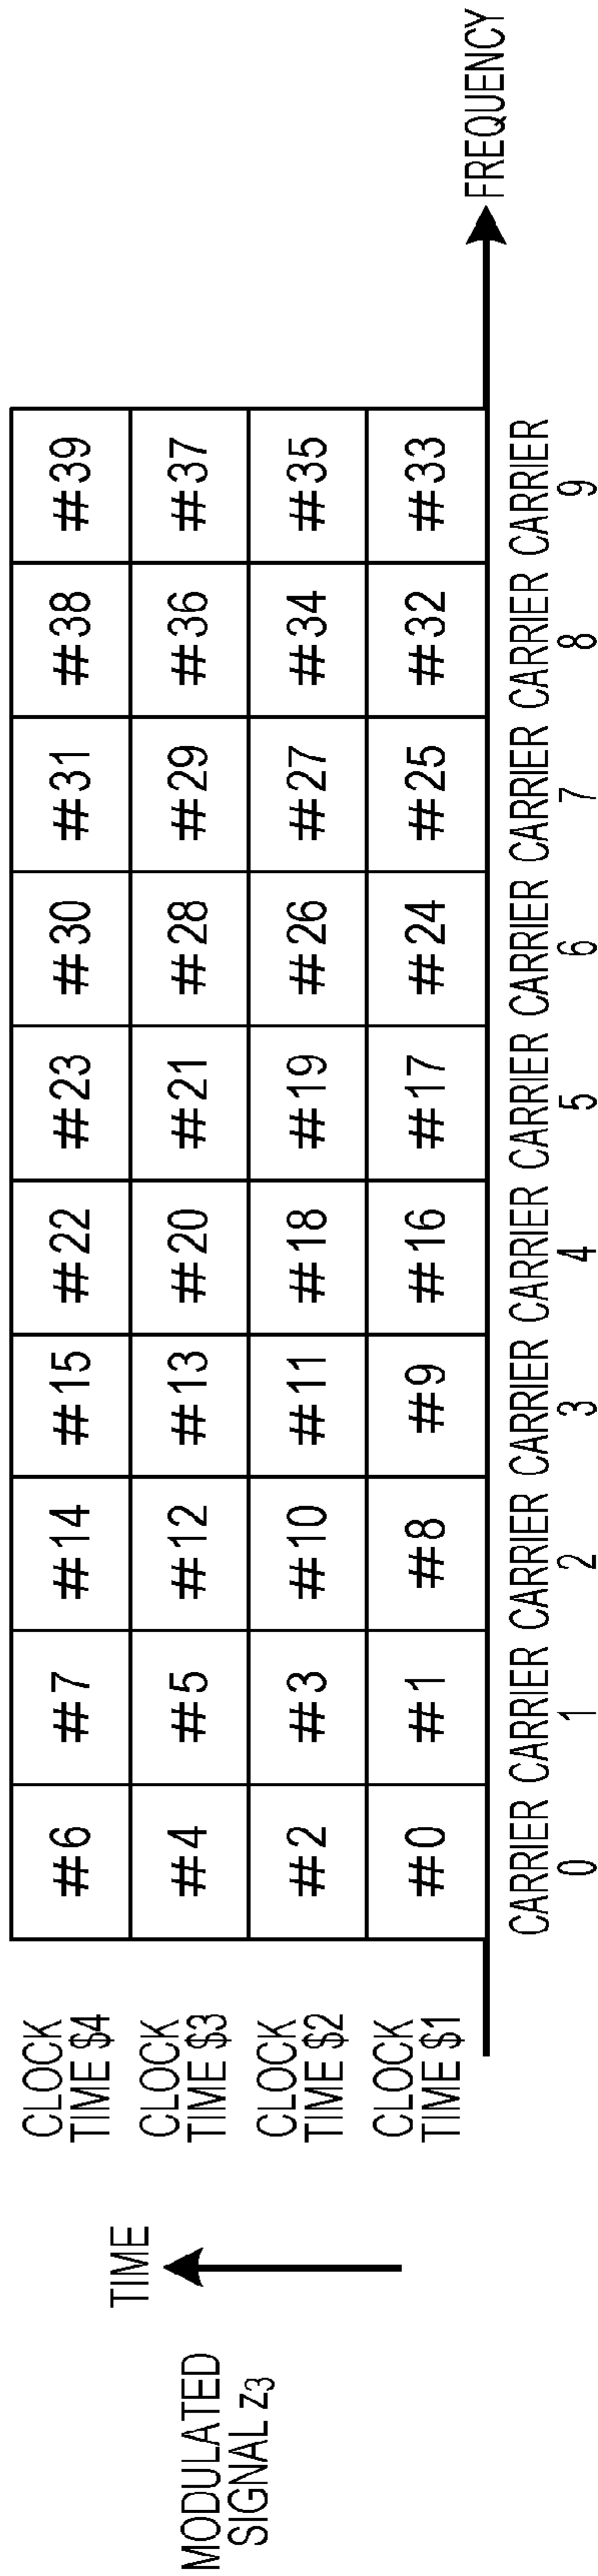 MODULATED
SIGNAL z3
TIME
CLOCK
TIME $4
#6 #7 #14 #15 #22 #23 #30 #31 #38 #39
CLOCK
TIME $3
#4 #5 #12 #13 #20 #21 #28 #29 #36 #37
CLOCK
TIME $2
#2 #3 #10 #11 #18 #19 #26 #27 #34 #35
CLOCK
TIME $1
#0 #1 #8 #9 #16 #17 #24 #25 #32 #33
FREQUENCY
CARRIER CARRIER CARRIER CARRIER CARRIER CARRIER CARRIER CARRIER CARRIER CARRIER
0 1 2 3 4 5 6 7 8 9